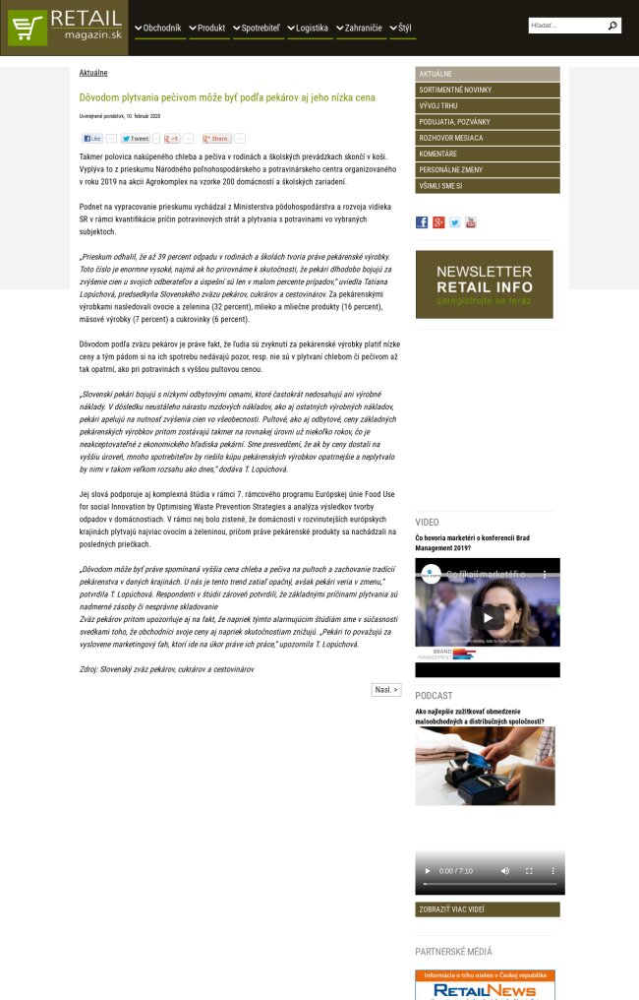 RETAIL
magazin.sk
Obchodník
Produkt
Spotrebiteľ
Logistika
Zahraničie
Štýl
Hľadať...
Aktuálne
Dôvodom plytvania pečivom môže byť podľa pekárov aj jeho nízka cena
Uverejnené pondelok, 10. február 2020
Like
Tweet
+1
Share
Takmer polovica nakúpeného chleba a pečiva v rodinách a školských prevádzkach skončí v koši.
Vyplýva to z prieskumu Národného poľnohospodárskeho a potravinárskeho centra organizovaného
v roku 2019 na akcii Agrokomplex na vzorke 200 domácností a školských zariadení.
Podnet na vypracovanie prieskumu vychádzal z Ministerstva pôdohospodárstva a rozvoja vidieka
SR v rámci kvantifikácie príčin potravinových strát a plytvania s potravinami vo vybraných
subjektoch.
„Prieskum odhalil, že až 39 percent odpadu v rodinách a školách tvoria práve pekárenské výrobky.
Toto číslo je enormne vysoké, najmä ak ho prirovnáme k skutočnosti, že pekári dlhodobo bojujú za
zvýšenie cien u svojich odberateľov a úspešní sú len v malom percente prípadov,“ uviedla Tatiana
Lopúchová, predsedkyňa Slovenského zväzu pekárov, cukrárov a cestovinárov. Za pekárenskými
výrobkami nasledovali ovocie a zelenina (32 percent), mlieko a mliečne produkty (16 percent),
mäsové výrobky (7 percent) a cukrovinky (6 percent).
Dôvodom podľa zväzu pekárov je práve fakt, že ľudia sú zvyknutí za pekárenské výrobky platiť nízke
ceny a tým pádom si na ich spotrebu nedávajú pozor, resp. nie sú v plytvaní chlebom či pečivom až
tak opatrní, ako pri potravinách s vyššou pultovou cenou.
„Slovenskí pekári bojujú s nízkymi odbytovými cenami, ktoré častokrát nedosahujú ani výrobné
náklady. V dôsledku neustáleho nárastu mzdových nákladov, ako aj ostatných výrobných nákladov,
pekári apelujú na nutnosť zvýšenia cien vo všeobecnosti. Pultové, ako aj odbytové, ceny základných
pekárenských výrobkov pritom zostávajú takmer na rovnakej úrovni už niekoľko rokov, čo je
neakceptovateľné z ekonomického hľadiska pekární. Sme presvedčení, že ak by ceny dostali na
vyššiu úroveň, mnoho spotrebiteľov by riešilo kúpu pekárenských výrobkov opatrnejšie a neplytvalo
by nimi v takom veľkom rozsahu ako dnes,“ dodáva T. Lopúchová.
Jej slová podporuje aj komplexná štúdia v rámci 7. rámcového programu Európskej únie Food Use
for social Innovation by Optimising Waste Prevention Strategies a analýza výsledkov tvorby
odpadov v domácnostiach. V rámci nej bolo zistené, že domácnosti v rozvinutejších európskych
krajinách plytvajú najviac ovocím a zeleninou, pričom práve pekárenské produkty sa nachádzali na
posledných priečkach.
„Dôvodom môže byť práve spomínaná vyššia cena chleba a pečiva na pultoch a zachovanie tradícií
pekárenstva v daných krajinách. U nás je tento trend zatiaľ opačný, avšak pekári veria v zmenu,“
potvrdila T. Lopúchová. Respondenti v štúdii zároveň potvrdili, že základnými príčinami plytvania sú
nadmerné zásoby či nesprávne skladovanie
Zväz pekárov pritom upozorňuje aj na fakt, že napriek týmto alarmujúcim štúdiám sme v súčasnosti
svedkami toho, že obchodníci svoje ceny aj napriek skutočnostiam znižujú. „Pekári to považujú za
vyslovene marketingový ťah, ktorí ide na úkor práve ich práce,“ upozornila T. Lopúchová.
Zdroj: Slovenský zväz pekárov, cukrárov a cestovinárov
Nasl. >
AKTUÁLNE
SORTIMENTNÉ NOVINKY
VÝVOJ TRHU
PODUJATIA, POZVÁNKY
ROZHOVOR MESIACA
KOMENTÁRE
PERSONÁLNE ZMENY
VŠIMLI SME SI
NEWSLETTER
RETAIL INFO
zaregistrujte sa teraz
VIDEO
Čo hovoria marketéri o konferencii Brad
Management 2019?
Co říkají marketéři o ...
BRAND
MANAGEMENT
PODCAST
Ako najlepšie zužitkovať obmedzenie
maloobchodných a distribučných spoločností?
0:00 / 7:10
ZOBRAZIŤ VIAC VIDEÍ
PARTNERSKÉ MÉDIÁ
Informácie o trhu nielen v Českej republike
RETAILNEWS